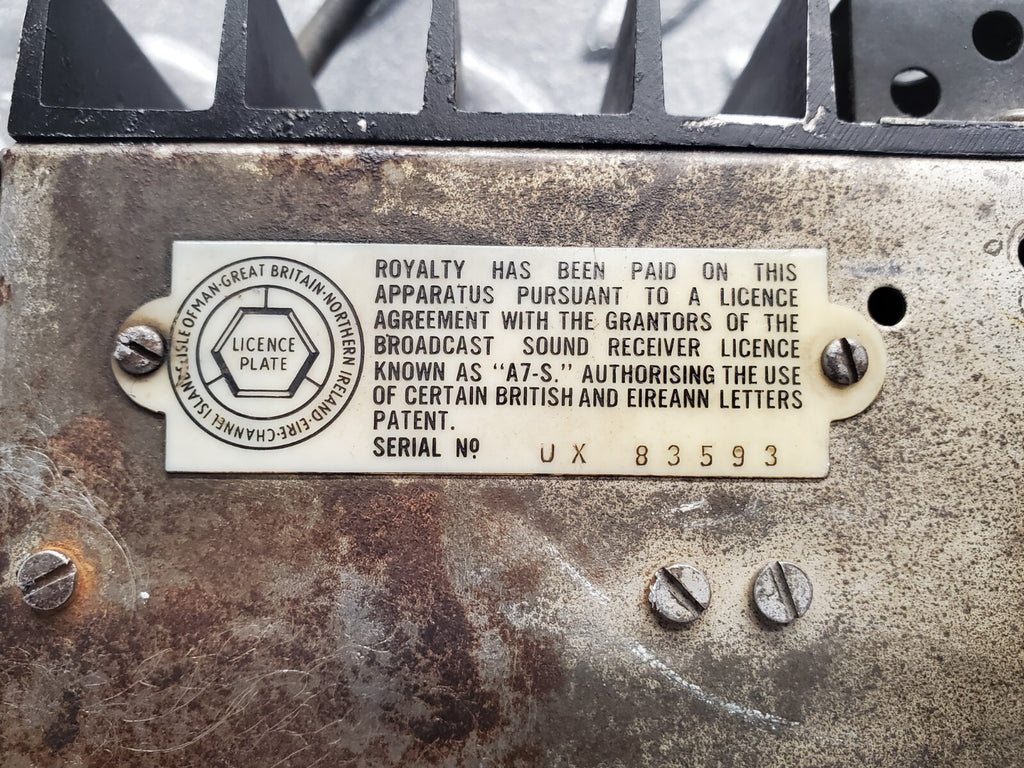 GREAT BRITAIN·NORTHERN IRELAND·EIRE·CHANNEL ISLANDS·ISLE OF MAN·
LICENCE
PLATE
ROYALTY HAS BEEN PAID ON THIS
APPARATUS PURSUANT TO A LICENCE
AGREEMENT WITH THE GRANTORS OF THE
BROADCAST SOUND RECEIVER LICENCE
KNOWN AS "A7-S." AUTHORISING THE USE
OF CERTAIN BRITISH AND EIREANN LETTERS
PATENT.
SERIAL Nº UX 83593